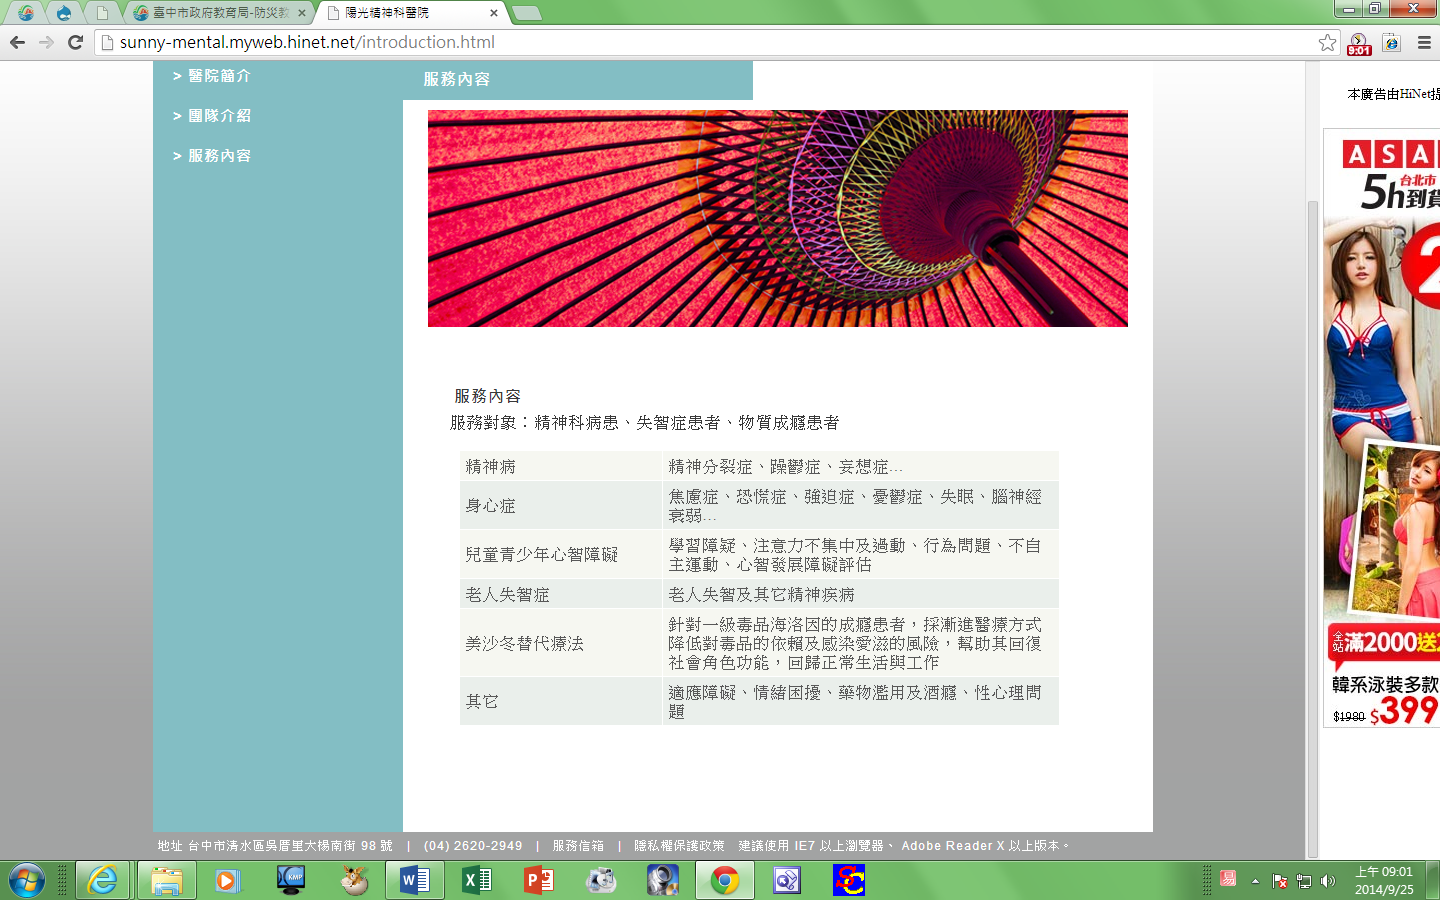 臺中市政府教育局-防災教
陽光精神科醫院
sunny-mental.myweb.hinet.net/introduction.html
9:01
> 醫院簡介
> 團隊介紹
> 服務內容
服務內容
服務內容
服務對象：精神科病患、失智症患者、物質成癮患者
精神病
精神分裂症、躁鬱症、妄想症...
身心症
焦慮症、恐慌症、強迫症、憂鬱症、失眠、腦神經
衰弱...
兒童青少年心智障礙
學習障疑、注意力不集中及過動、行為問題、不自
主運動、心智發展障礙評估
老人失智症
老人失智及其它精神疾病
美沙冬替代療法
針對一級毒品海洛因的成癮患者，採漸進醫療方式
降低對毒品的依賴及感染愛滋的風險，幫助其回復
社會角色功能，回歸正常生活與工作
其它
適應障礙、情緒困擾、藥物濫用及酒癮、性心理問
題
地址 台中市清水區吳厝里大楊南街 98 號 | (04) 2620-2949 | 服務信箱 | 隱私權保護政策 建議使用 IE7 以上瀏覽器、 Adobe Reader X 以上版本。
本廣告由HiNet提
ASA
台北市
5h到貨
2
全站滿2000送2
韓系泳裝多款
$1980 $399
KMP
上午 09:01
2014/9/25
易